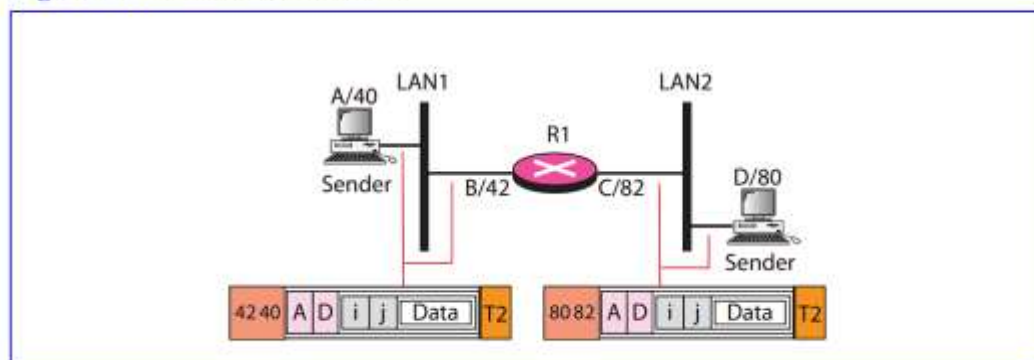 LAN1
LAN2
A/40
R1
Sender
B/42
C/82
D/80
Sender
42 40 A D i j Data T2
80 82 A D i j Data T2